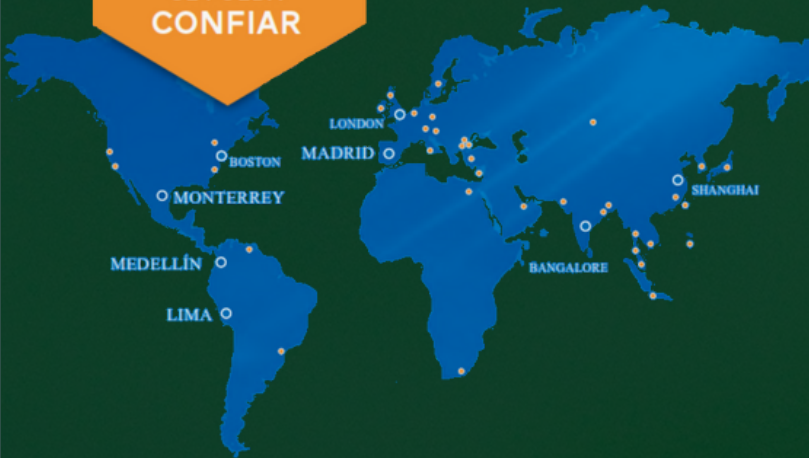 CONFIAR
LONDON
MADRID
BOSTON
MONTERREY
SHANGHAI
MEDELLÍN
BANGALORE
LIMA